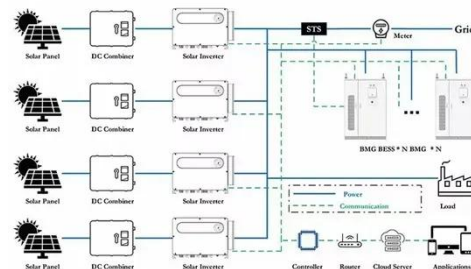 STS
Meter
Grid
Solar Panel
DC Combiner
Solar Inverter
Solar Panel
DC Combiner
Solar Inverter
BMG BESS * N BMG * N
Solar Panel
DC Combiner
Solar Inverter
Power
Communication
Load
Solar Panel
DC Combiner
Solar Inverter
Controller
Router
Cloud Server
Application